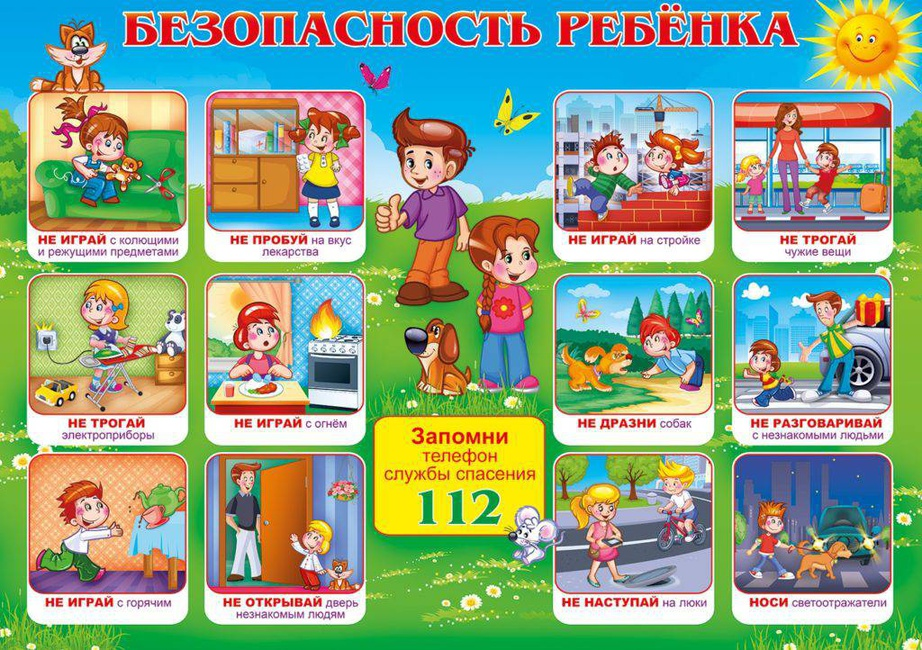 БЕЗОПАСНОСТЬ РЕБЁНКА
НЕ ИГРАЙ с колющими
и режущими предметами
НЕ ПРОБУЙ на вкус
лекарства
НЕ ИГРАЙ на стройке
НЕ ТРОГАЙ
чужие вещи
НЕ ТРОГАЙ
электроприборы
НЕ ИГРАЙ с огнём
НЕ ДРАЗНИ собак
НЕ РАЗГОВАРИВАЙ
с незнакомыми людьми
Запомни
телефон
службы спасения
112
НЕ ИГРАЙ с горячим
НЕ ОТКРЫВАЙ дверь
незнакомым людям
НЕ НАСТУПАЙ на люки
НОСИ светоотражатели